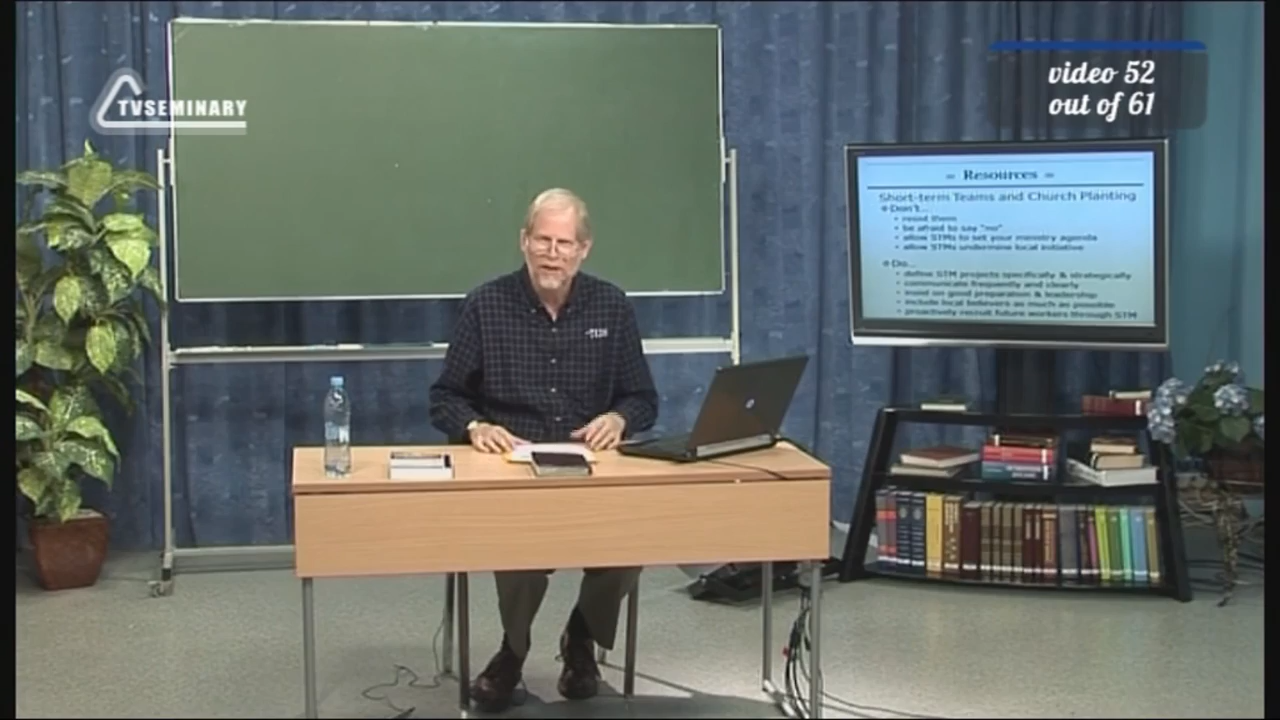 TVSEMINARY
video 52
out of 61
Resources
Short-term Teams and Church Planting
Don't...
• resist them
• be afraid to say "no"
• allow STMs to set your ministry agenda
• allow STMs undermine local initiative
Do...
• define STM projects specifically & strategically
• communicate frequently and clearly
• insist on good preparation & leadership
• include local believers as much as possible
• proactively recruit future workers through STM